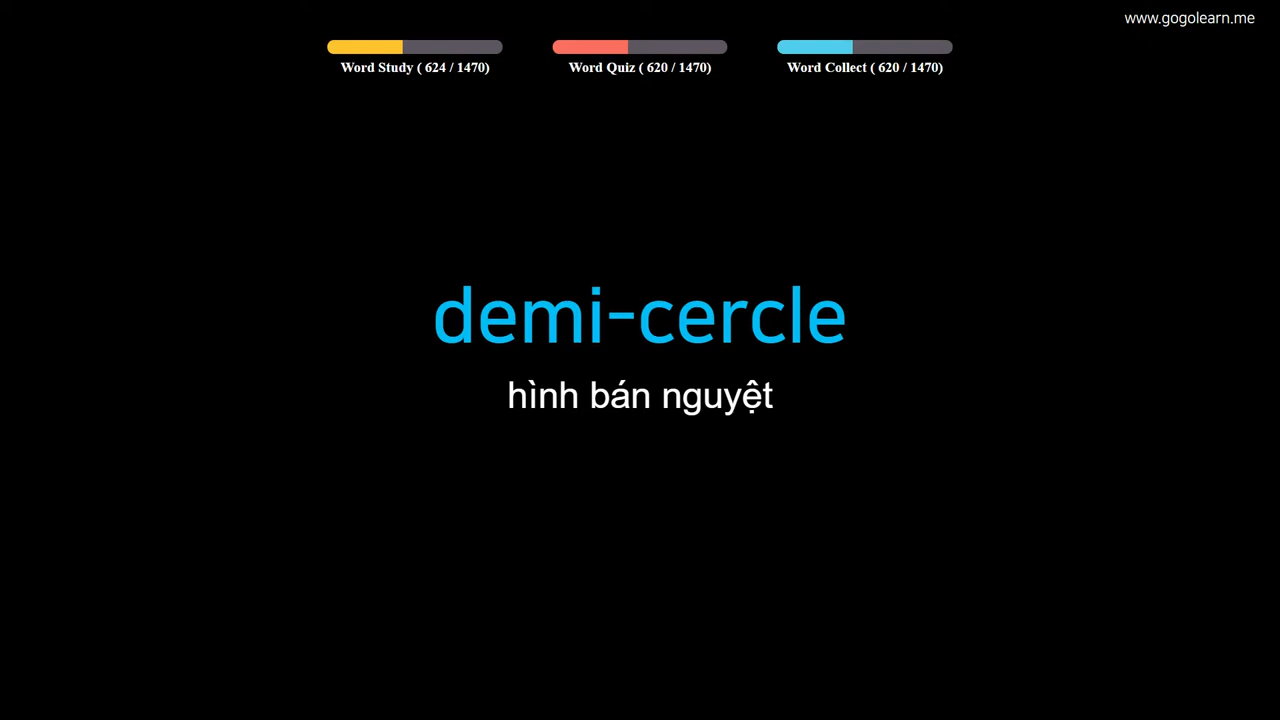 www.gogolearn.me
Word Study ( 624 / 1470)
Word Quiz ( 620 / 1470)
Word Collect ( 620 / 1470)
demi-cercle
hình bán nguyệt